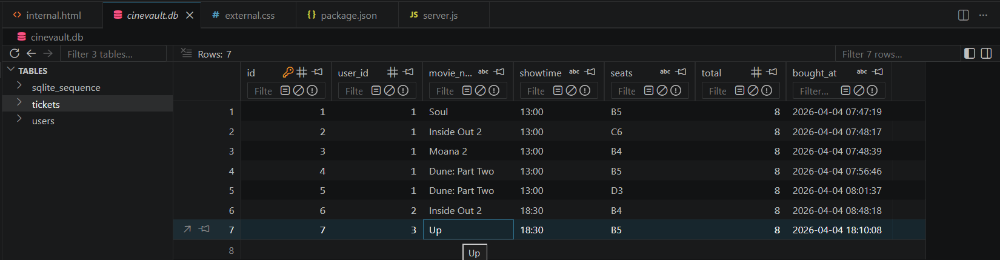 internal.html cinevault.db external.css package.json JS server.js
cinevault.db
Filter 3 tables... Rows: 7 Filter 7 rows...
TABLES
sqlite_sequence
tickets
users
id user_id movie_n... abc showtime abc seats abc total bought_at abc
Filte Filte Filte Filte Filte Filte Filter...
1 1 1 Soul 13:00 B5 8 2026-04-04 07:47:19
2 2 1 Inside Out 2 13:00 C6 8 2026-04-04 07:48:17
3 3 1 Moana 2 13:00 B4 8 2026-04-04 07:48:39
4 4 1 Dune: Part Two 13:00 B5 8 2026-04-04 07:56:46
5 5 1 Dune: Part Two 13:00 D3 8 2026-04-04 08:01:37
6 6 2 Inside Out 2 18:30 B4 8 2026-04-04 08:48:18
7 7 3 Up 18:30 B5 8 2026-04-04 18:10:08
8
Up